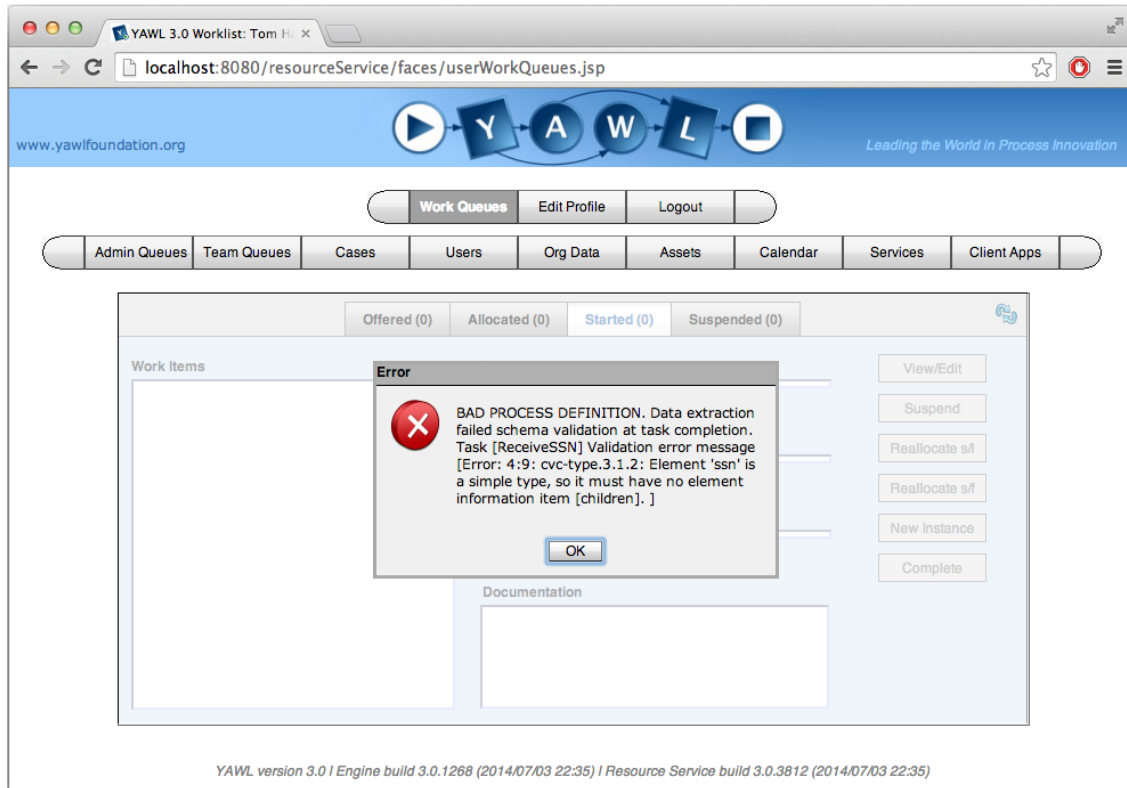 YAWL 3.0 Worklist: Tom Ha
localhost:8080/resourceService/faces/userWorkQueues.jsp
www.yawlfoundation.org
Y A W L
Leading the World in Process Innovation
Work Queues Edit Profile Logout
Admin Queues Team Queues Cases Users Org Data Assets Calendar Services Client Apps
Offered (0) Allocated (0) Started (0) Suspended (0)
Work Items
Error
BAD PROCESS DEFINITION. Data extraction
failed schema validation at task completion.
Task [ReceiveSSN] Validation error message
[Error: 4:9: cvc-type.3.1.2: Element 'ssn' is
a simple type, so it must have no element
information item [children]. ]
OK
View/Edit
Suspend
Reallocate s/l
Reallocate s/f
New Instance
Complete
Documentation
YAWL version 3.0 I Engine build 3.0.1268 (2014/07/03 22:35) I Resource Service build 3.0.3812 (2014/07/03 22:35)